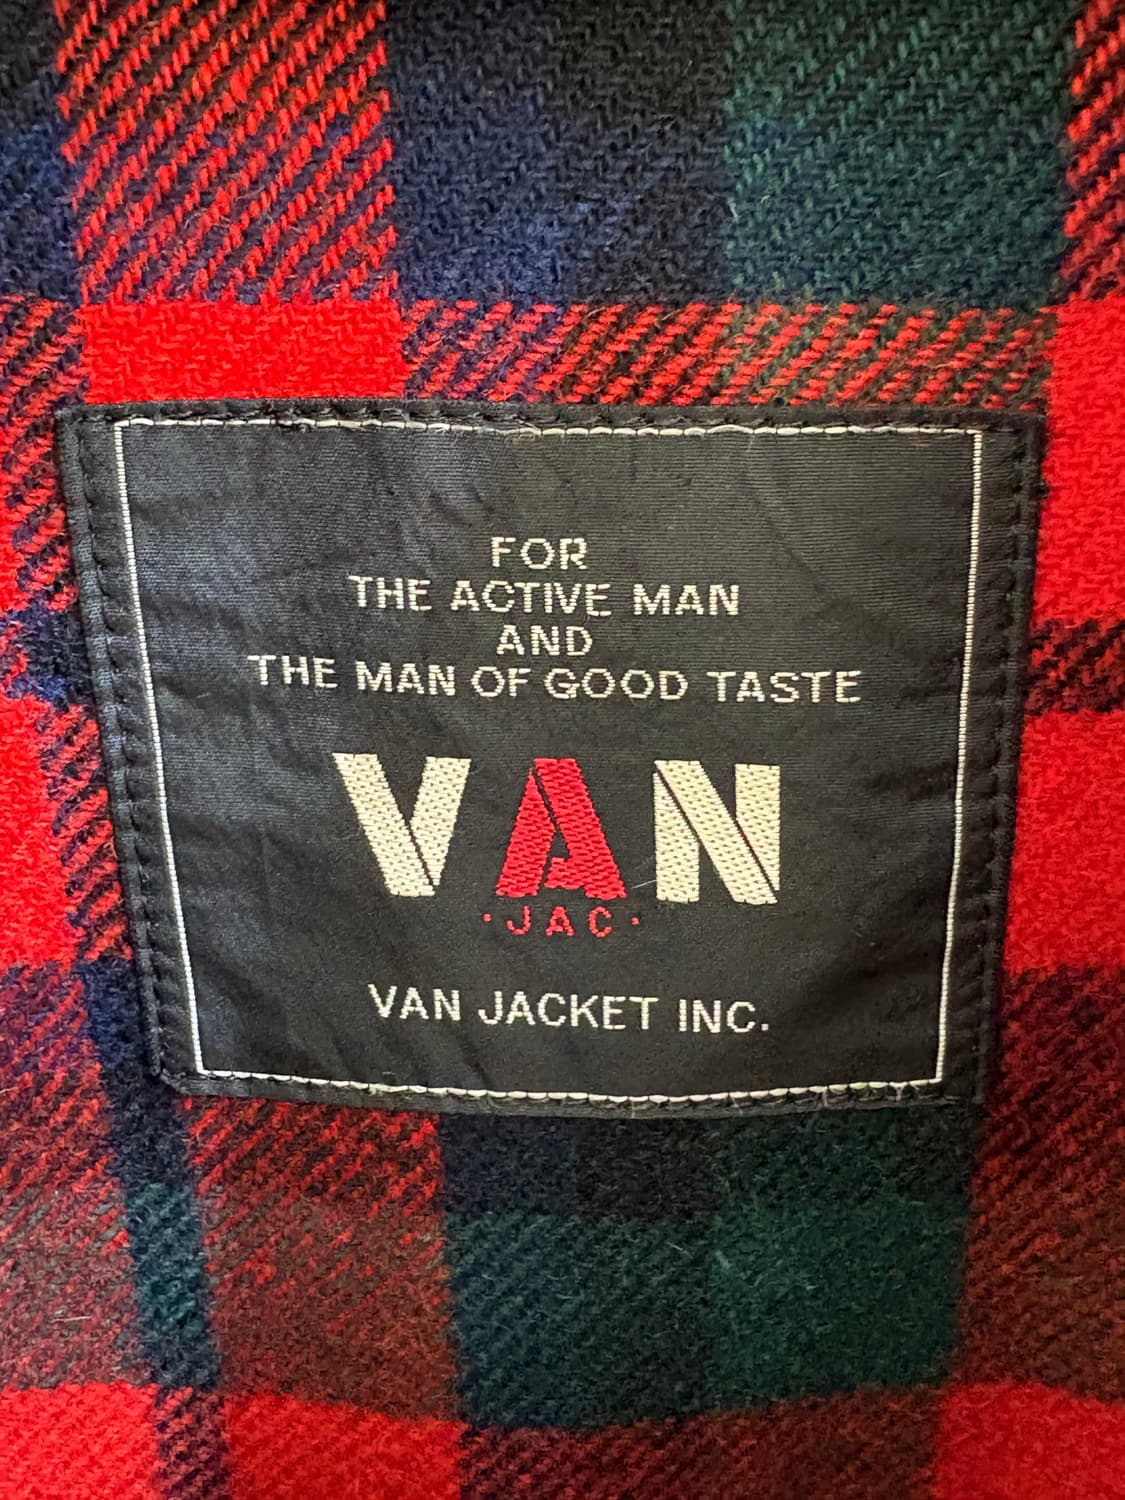 FOR
THE ACTIVE MAN
AND
THE MAN OF GOOD TASTE
VAN
·JAC·
VAN JACKET INC.